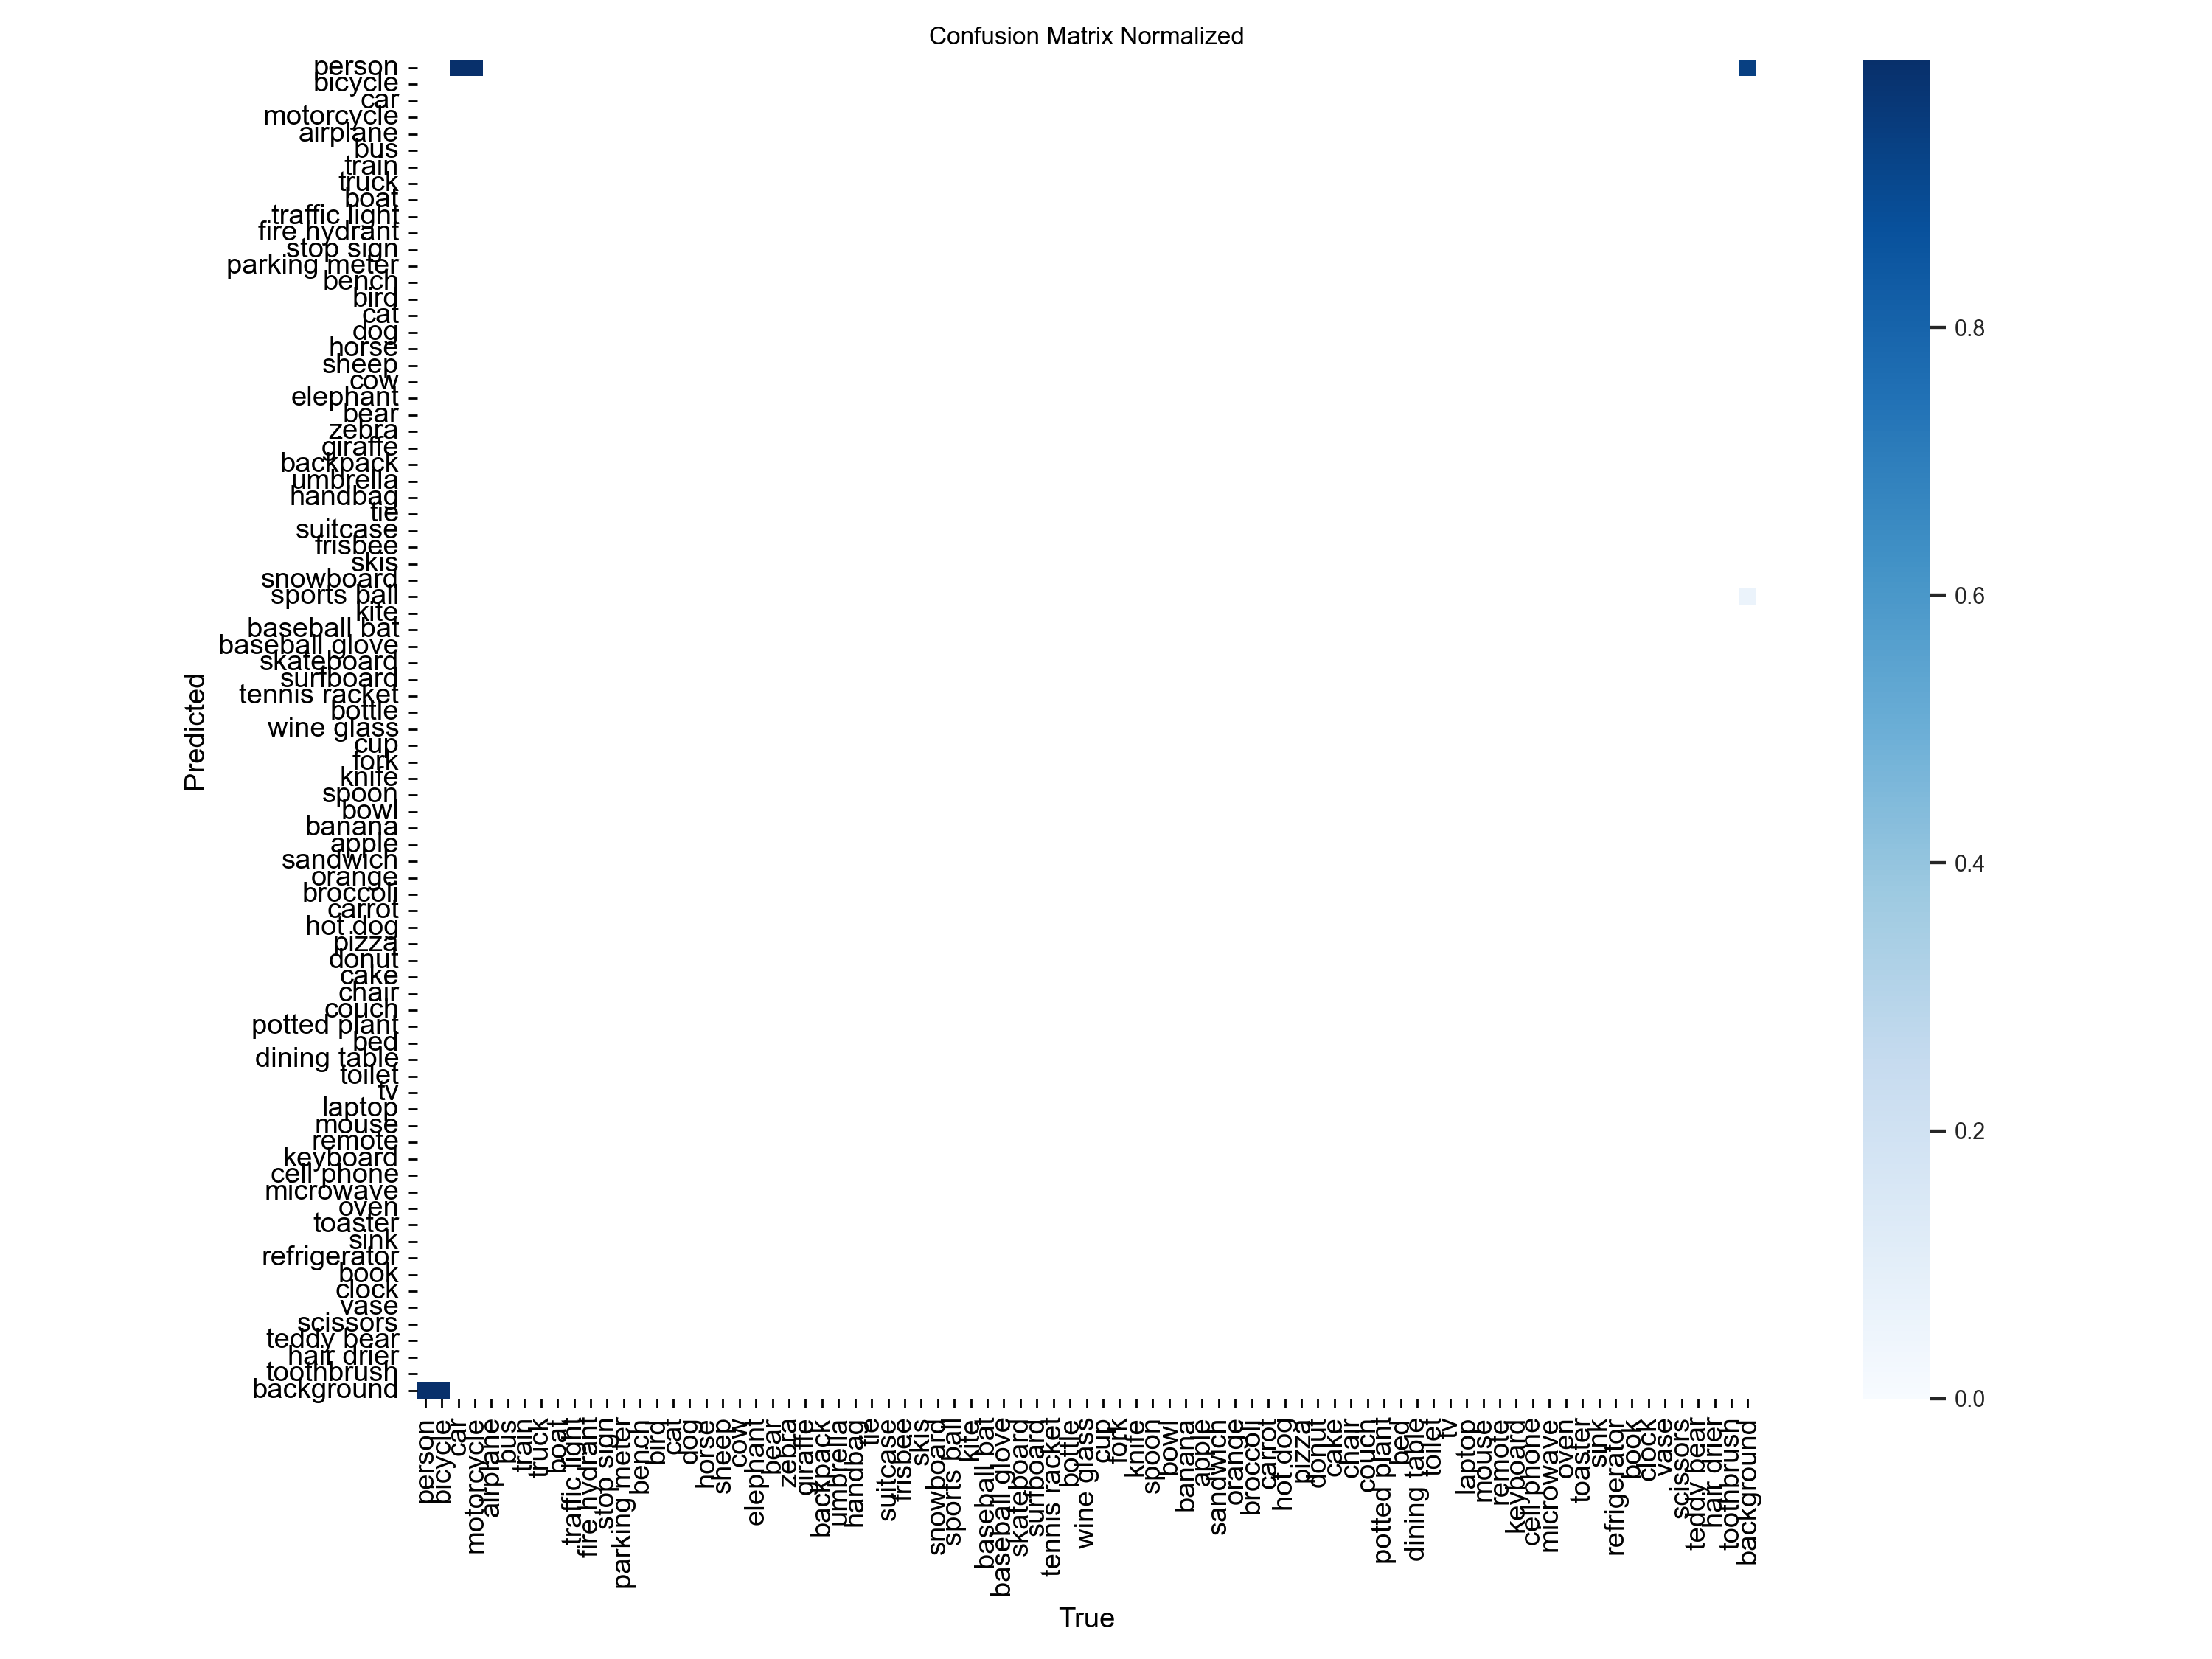 Confusion Matrix Normalized
person
bicycle
car
motorcycle
airplane
bus
train
truck
boat
traffic light
fire hydrant
stop sign
parking meter
bench
bird
cat
dog
horse
sheep
cow
elephant
bear
zebra
giraffe
backpack
umbrella
handbag
tie
suitcase
frisbee
skis
snowboard
sports ball
kite
baseball bat
baseball glove
skateboard
surfboard
tennis racket
bottle
wine glass
cup
fork
knife
spoon
bowl
banana
apple
sandwich
orange
broccoli
carrot
hot dog
pizza
donut
cake
chair
couch
potted plant
bed
dining table
toilet
tv
laptop
mouse
remote
keyboard
cell phone
microwave
oven
toaster
sink
refrigerator
book
clock
vase
scissors
teddy bear
hair drier
toothbrush
background
Predicted
person
bicycle
car
motorcycle
airplane
bus
train
truck
boat
traffic light
fire hydrant
stop sign
parking meter
bench
bird
cat
dog
horse
sheep
cow
elephant
bear
zebra
giraffe
backpack
umbrella
handbag
tie
suitcase
frisbee
skis
snowboard
sports ball
kite
baseball bat
baseball glove
skateboard
surfboard
tennis racket
bottle
wine glass
cup
fork
knife
spoon
bowl
banana
apple
sandwich
orange
broccoli
carrot
hot dog
pizza
donut
cake
chair
couch
potted plant
bed
dining table
toilet
tv
laptop
mouse
remote
keyboard
cell phone
microwave
oven
toaster
sink
refrigerator
book
clock
vase
scissors
teddy bear
hair drier
toothbrush
background
True
0.8
0.6
0.4
0.2
0.0